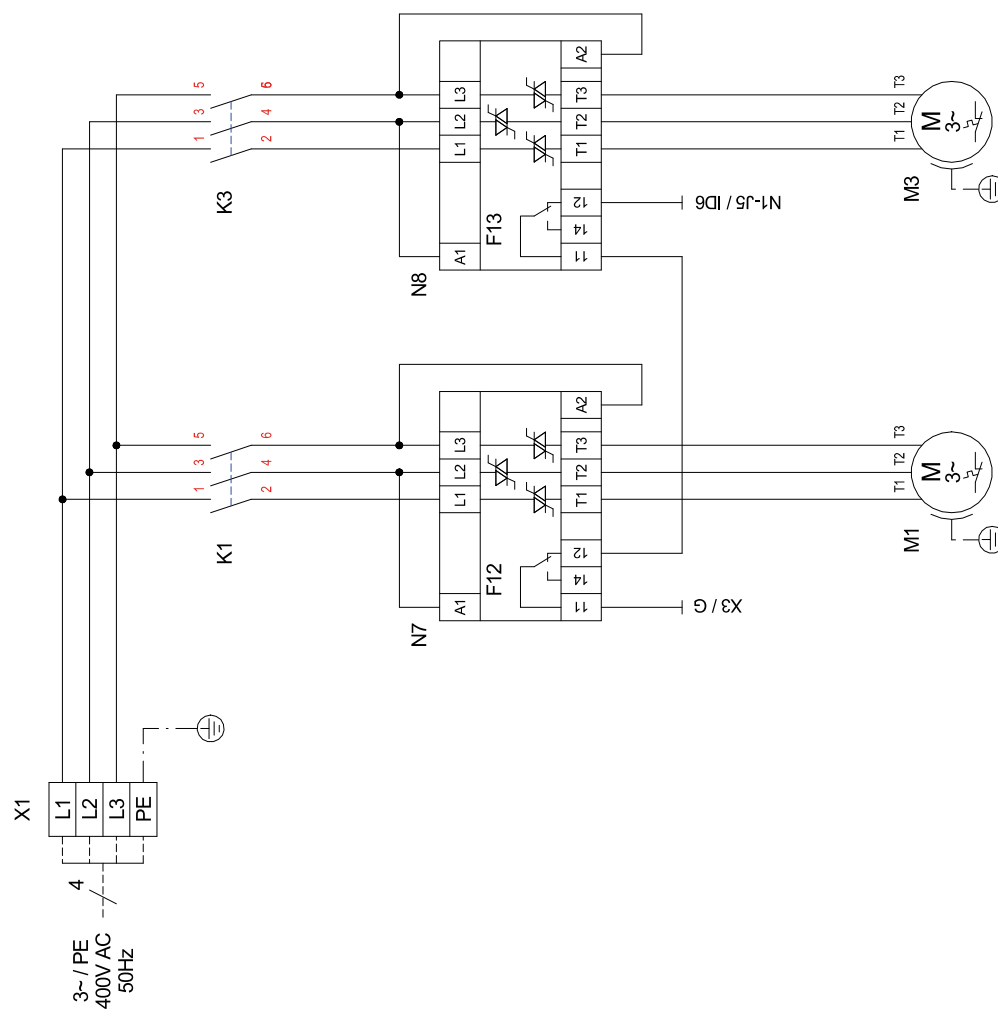 3~ / PE
400V AC
50Hz
4
X1
L1
L2
L3
PE
K1
1
3
5
2
4
6
K3
1
3
5
2
4
6
N7
A1
L1
L2
L3
F12
11
14
12
T1
T2
T3
A2
X3 / G
N8
A1
L1
L2
L3
F13
11
14
12
T1
T2
T3
A2
N1-J5 / ID6
M1
T1
T2
T3
M
3~
M3
T1
T2
T3
M
3~